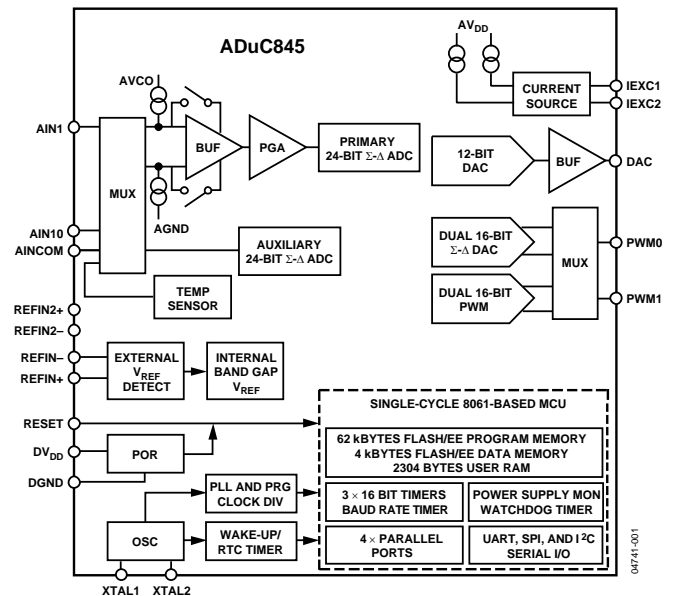 ADuC845
AVDD
AVCO
CURRENT
SOURCE
IEXC1
IEXC2
AIN1
MUX
BUF
PGA
PRIMARY
24-BIT Σ-Δ ADC
12-BIT
DAC
BUF
DAC
AGND
AIN10
AINCOM
AUXILIARY
24-BIT Σ-Δ ADC
DUAL 16-BIT
Σ-Δ DAC
MUX
PWM0
TEMP
SENSOR
DUAL 16-BIT
PWM
PWM1
REFIN2+
REFIN2–
REFIN–
REFIN+
EXTERNAL
VREF
DETECT
INTERNAL
BAND GAP
VREF
RESET
SINGLE-CYCLE 8061-BASED MCU
DVDD
POR
62 kBYTES FLASH/EE PROGRAM MEMORY
4 kBYTES FLASH/EE DATA MEMORY
2304 BYTES USER RAM
DGND
PLL AND PRG
CLOCK DIV
3 × 16 BIT TIMERS
BAUD RATE TIMER
POWER SUPPLY MON
WATCHDOG TIMER
OSC
WAKE-UP/
RTC TIMER
4 × PARALLEL
PORTS
UART, SPI, AND I2C
SERIAL I/O
XTAL1
XTAL2
04741-001